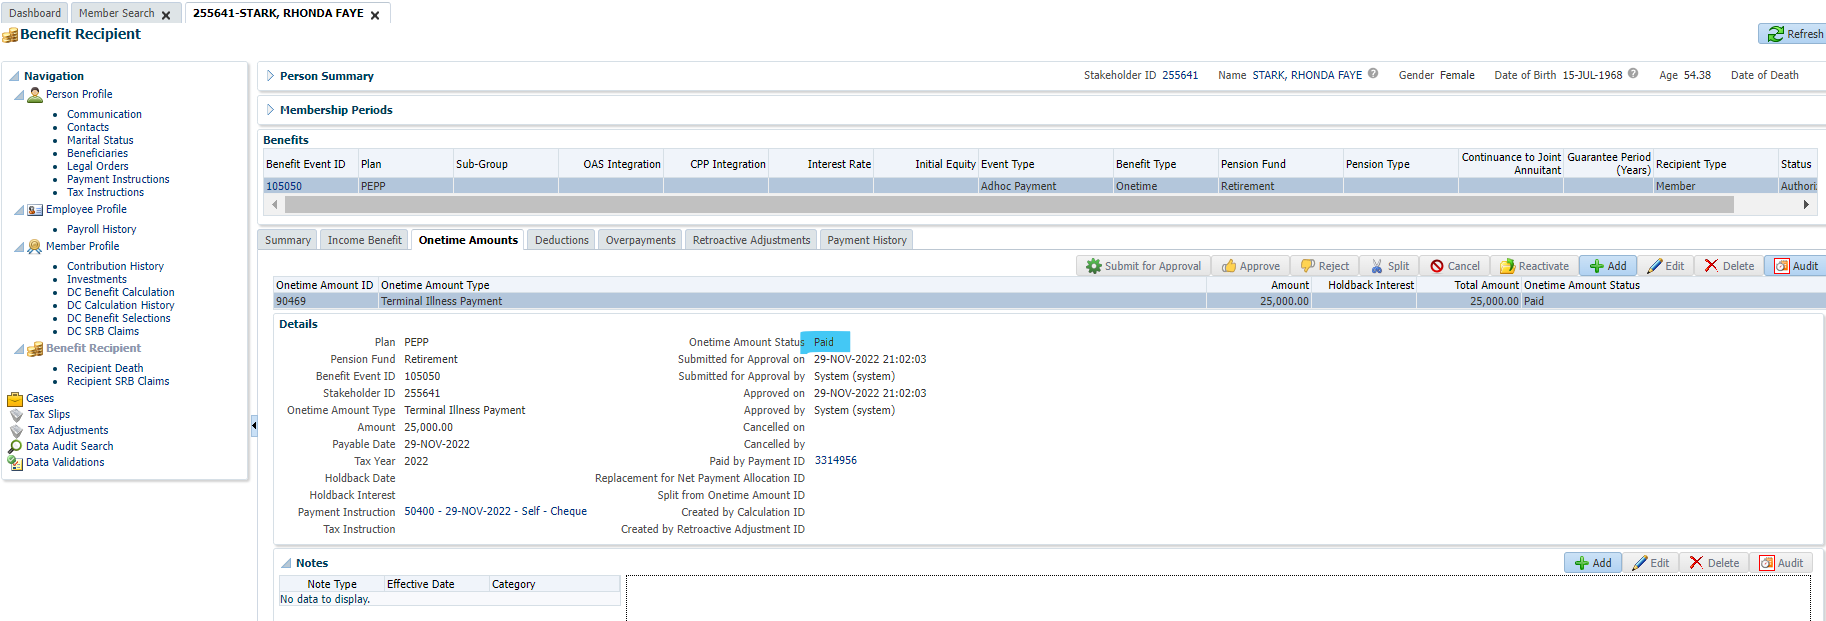 Dashboard Member Search 255641-STARK, RHONDA FAYE
Benefit Recipient
Refresh
Navigation
Person Profile
Communication
Contacts
Marital Status
Beneficiaries
Legal Orders
Payment Instructions
Tax Instructions
Employee Profile
Payroll History
Member Profile
Contribution History
Investments
DC Benefit Calculation
DC Calculation History
DC Benefit Selections
DC SRB Claims
Benefit Recipient
Recipient Death
Recipient SRB Claims
Cases
Tax Slips
Tax Adjustments
Data Audit Search
Data Validations
Person Summary Stakeholder ID 255641 Name STARK, RHONDA FAYE Gender Female Date of Birth 15-JUL-1968 Age 54.38 Date of Death
Membership Periods
Benefits
Benefit Event ID Plan Sub-Group OAS Integration CPP Integration Interest Rate Initial Equity Event Type Benefit Type Pension Fund Pension Type Continuance to Joint Annuitant Guarantee Period (Years) Recipient Type Status
105050 PEPP Adhoc Payment Onetime Retirement Member Authori
Summary Income Benefit Onetime Amounts Deductions Overpayments Retroactive Adjustments Payment History
Submit for Approval Approve Reject Split Cancel Reactivate Add Edit Delete Audit
Onetime Amount ID Onetime Amount Type Amount Holdback Interest Total Amount Onetime Amount Status
90469 Terminal Illness Payment 25,000.00 25,000.00 Paid
Details
Plan PEPP Onetime Amount Status Paid
Pension Fund Retirement Submitted for Approval on 29-NOV-2022 21:02:03
Benefit Event ID 105050 Submitted for Approval by System (system)
Stakeholder ID 255641 Approved on 29-NOV-2022 21:02:03
Onetime Amount Type Terminal Illness Payment Approved by System (system)
Amount 25,000.00 Cancelled on
Payable Date 29-NOV-2022 Cancelled by
Tax Year 2022 Paid by Payment ID 3314956
Holdback Date Replacement for Net Payment Allocation ID
Holdback Interest Split from Onetime Amount ID
Payment Instruction 50400 - 29-NOV-2022 - Self - Cheque Created by Calculation ID
Tax Instruction Created by Retroactive Adjustment ID
Notes Add Edit Delete Audit
Note Type Effective Date Category
No data to display.